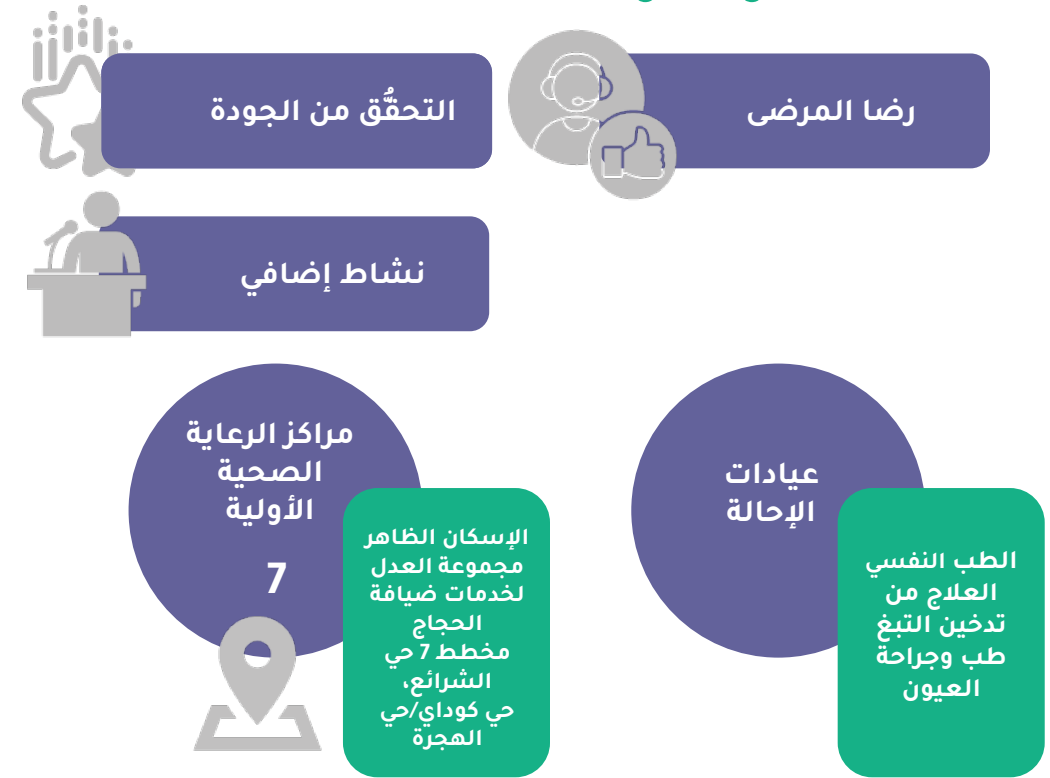 رضا المرضى
التحقُّق من الجودة
نشاط إضافي
عيادات
الإحالة
الطب النفسي
العلاج من
تدخين التبغ
طب وجراحة
العيون
مراكز الرعاية
الصحية
الأولية
7
الإسكان الظاهر
مجموعة العدل
لخدمات ضيافة
الحجاج
مخطط 7 حي
الشرائع،
حي كوداي/حي
الهجرة